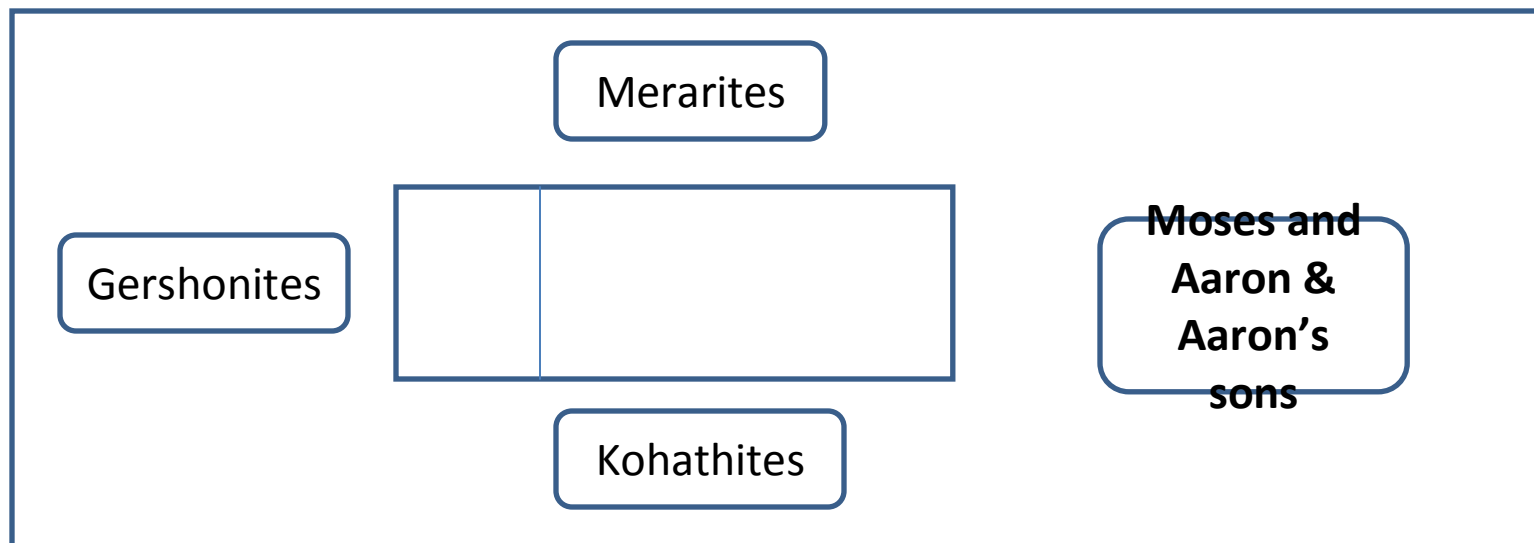 Merarites
Gershonites
Moses and
Aaron &
Aaron’s
sons
Kohathites